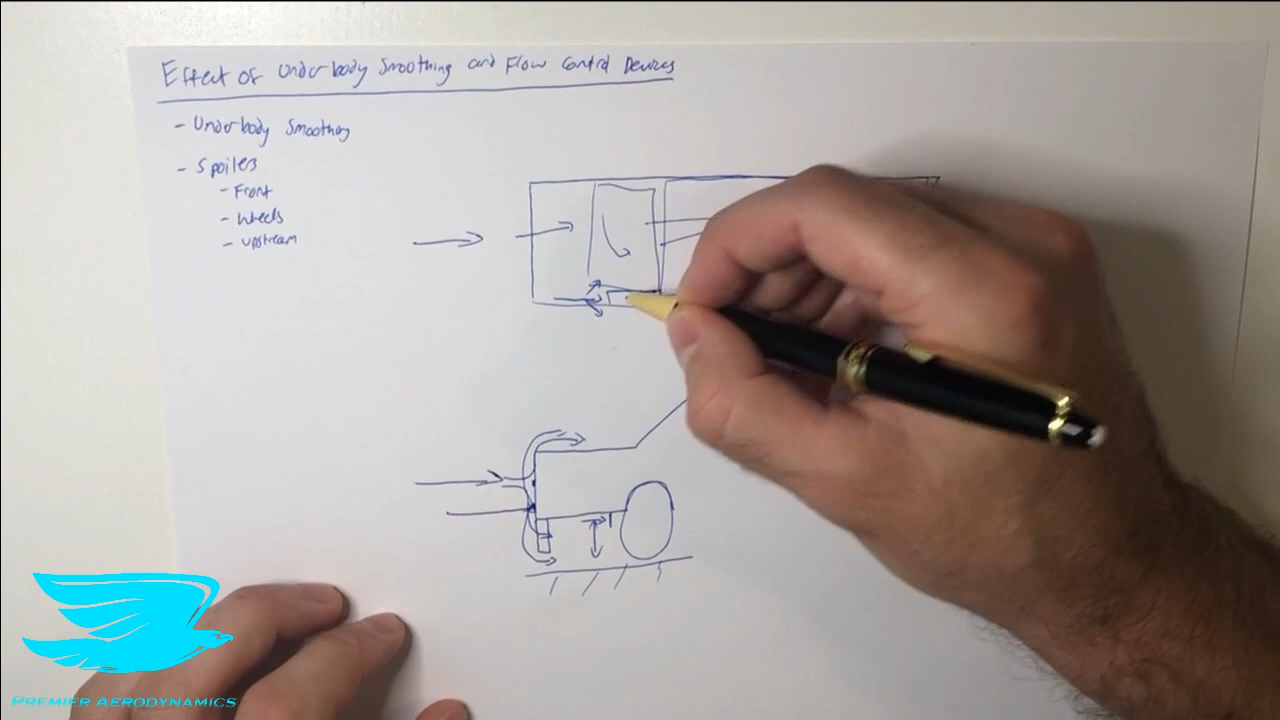 Effect of Underbody Smoothing and Flow Control Devices
- Underbody Smoothing
- Spoilers
- Front
- Wheels
- Upstream
PREMIER AERODYNAMICS